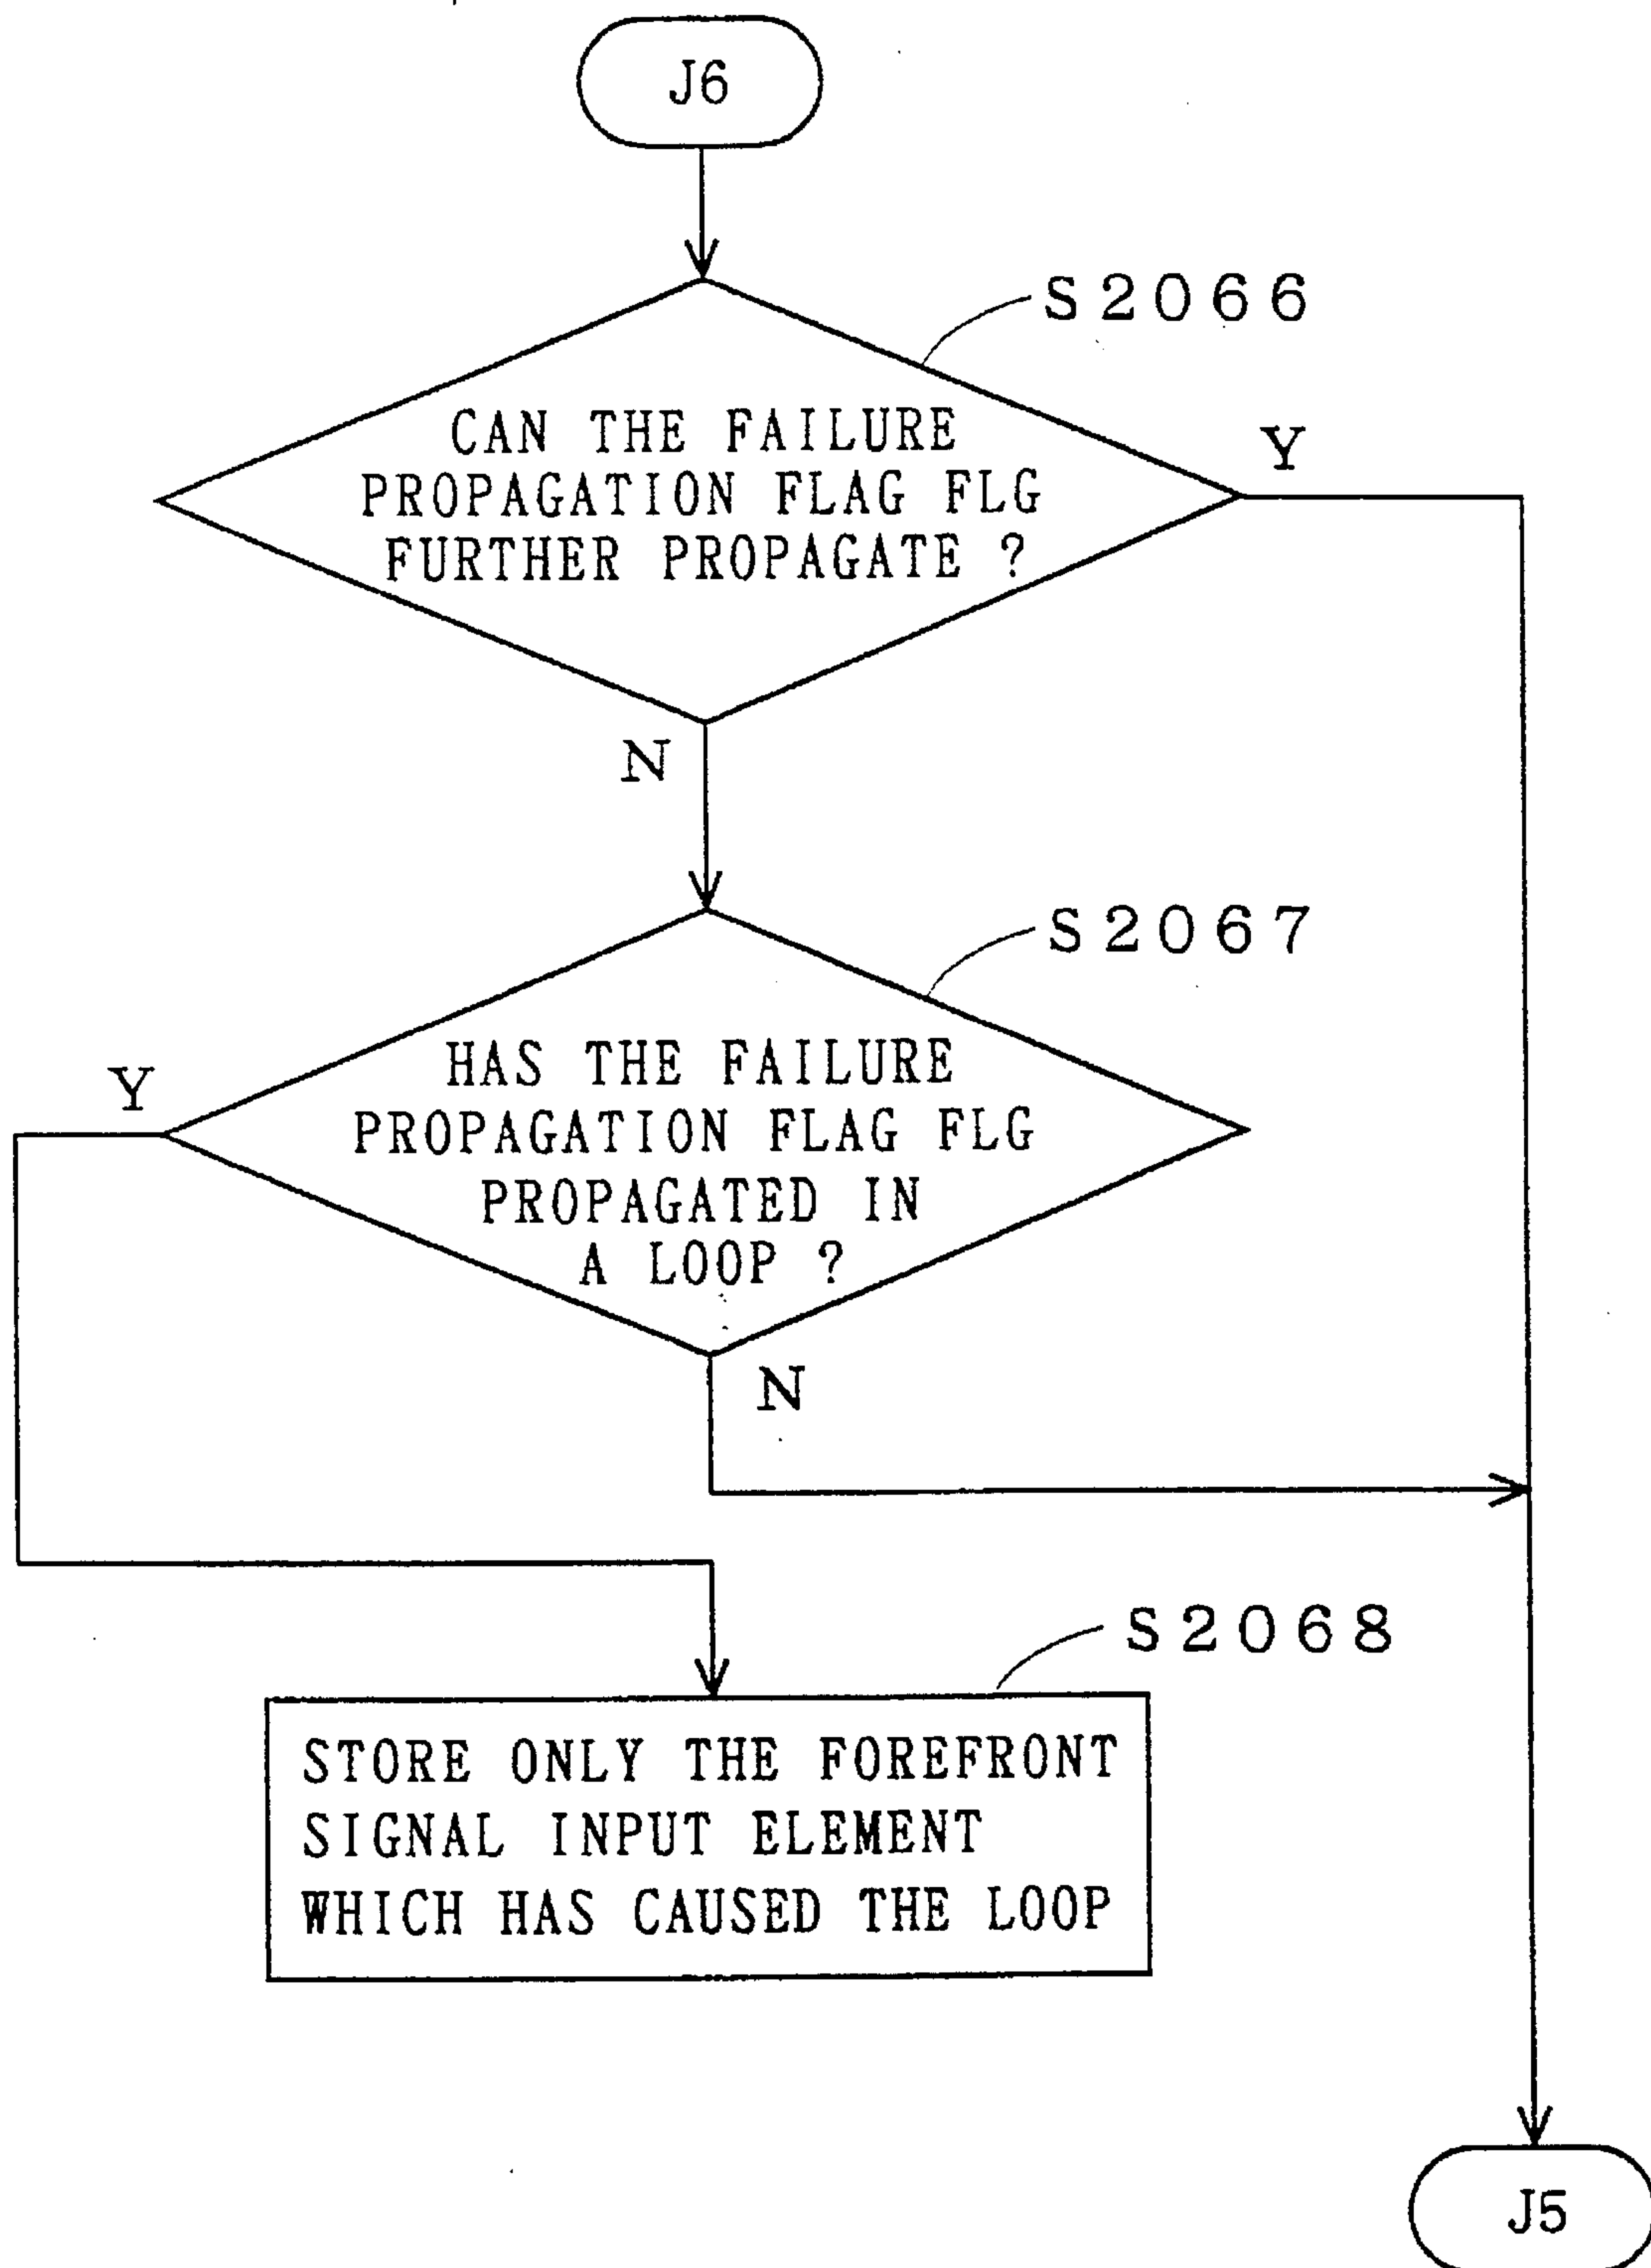 J6
S2066
CAN THE FAILURE
PROPAGATION FLAG FLG
FURTHER PROPAGATE ?
Y
N
S2067
HAS THE FAILURE
PROPAGATION FLAG FLG
PROPAGATED IN
A LOOP ?
Y
N
S2068
STORE ONLY THE FOREFRONT
SIGNAL INPUT ELEMENT
WHICH HAS CAUSED THE LOOP
J5